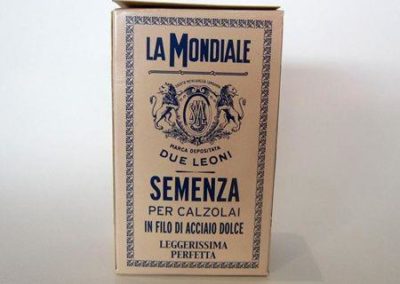 LA MONDIALE
MARCA DEPOSITATA
DUE LEONI
SEMENZA
PER CALZOLAI
IN FILO DI ACCIAIO DOLCE
LEGGERISSIMA
PERFETTA